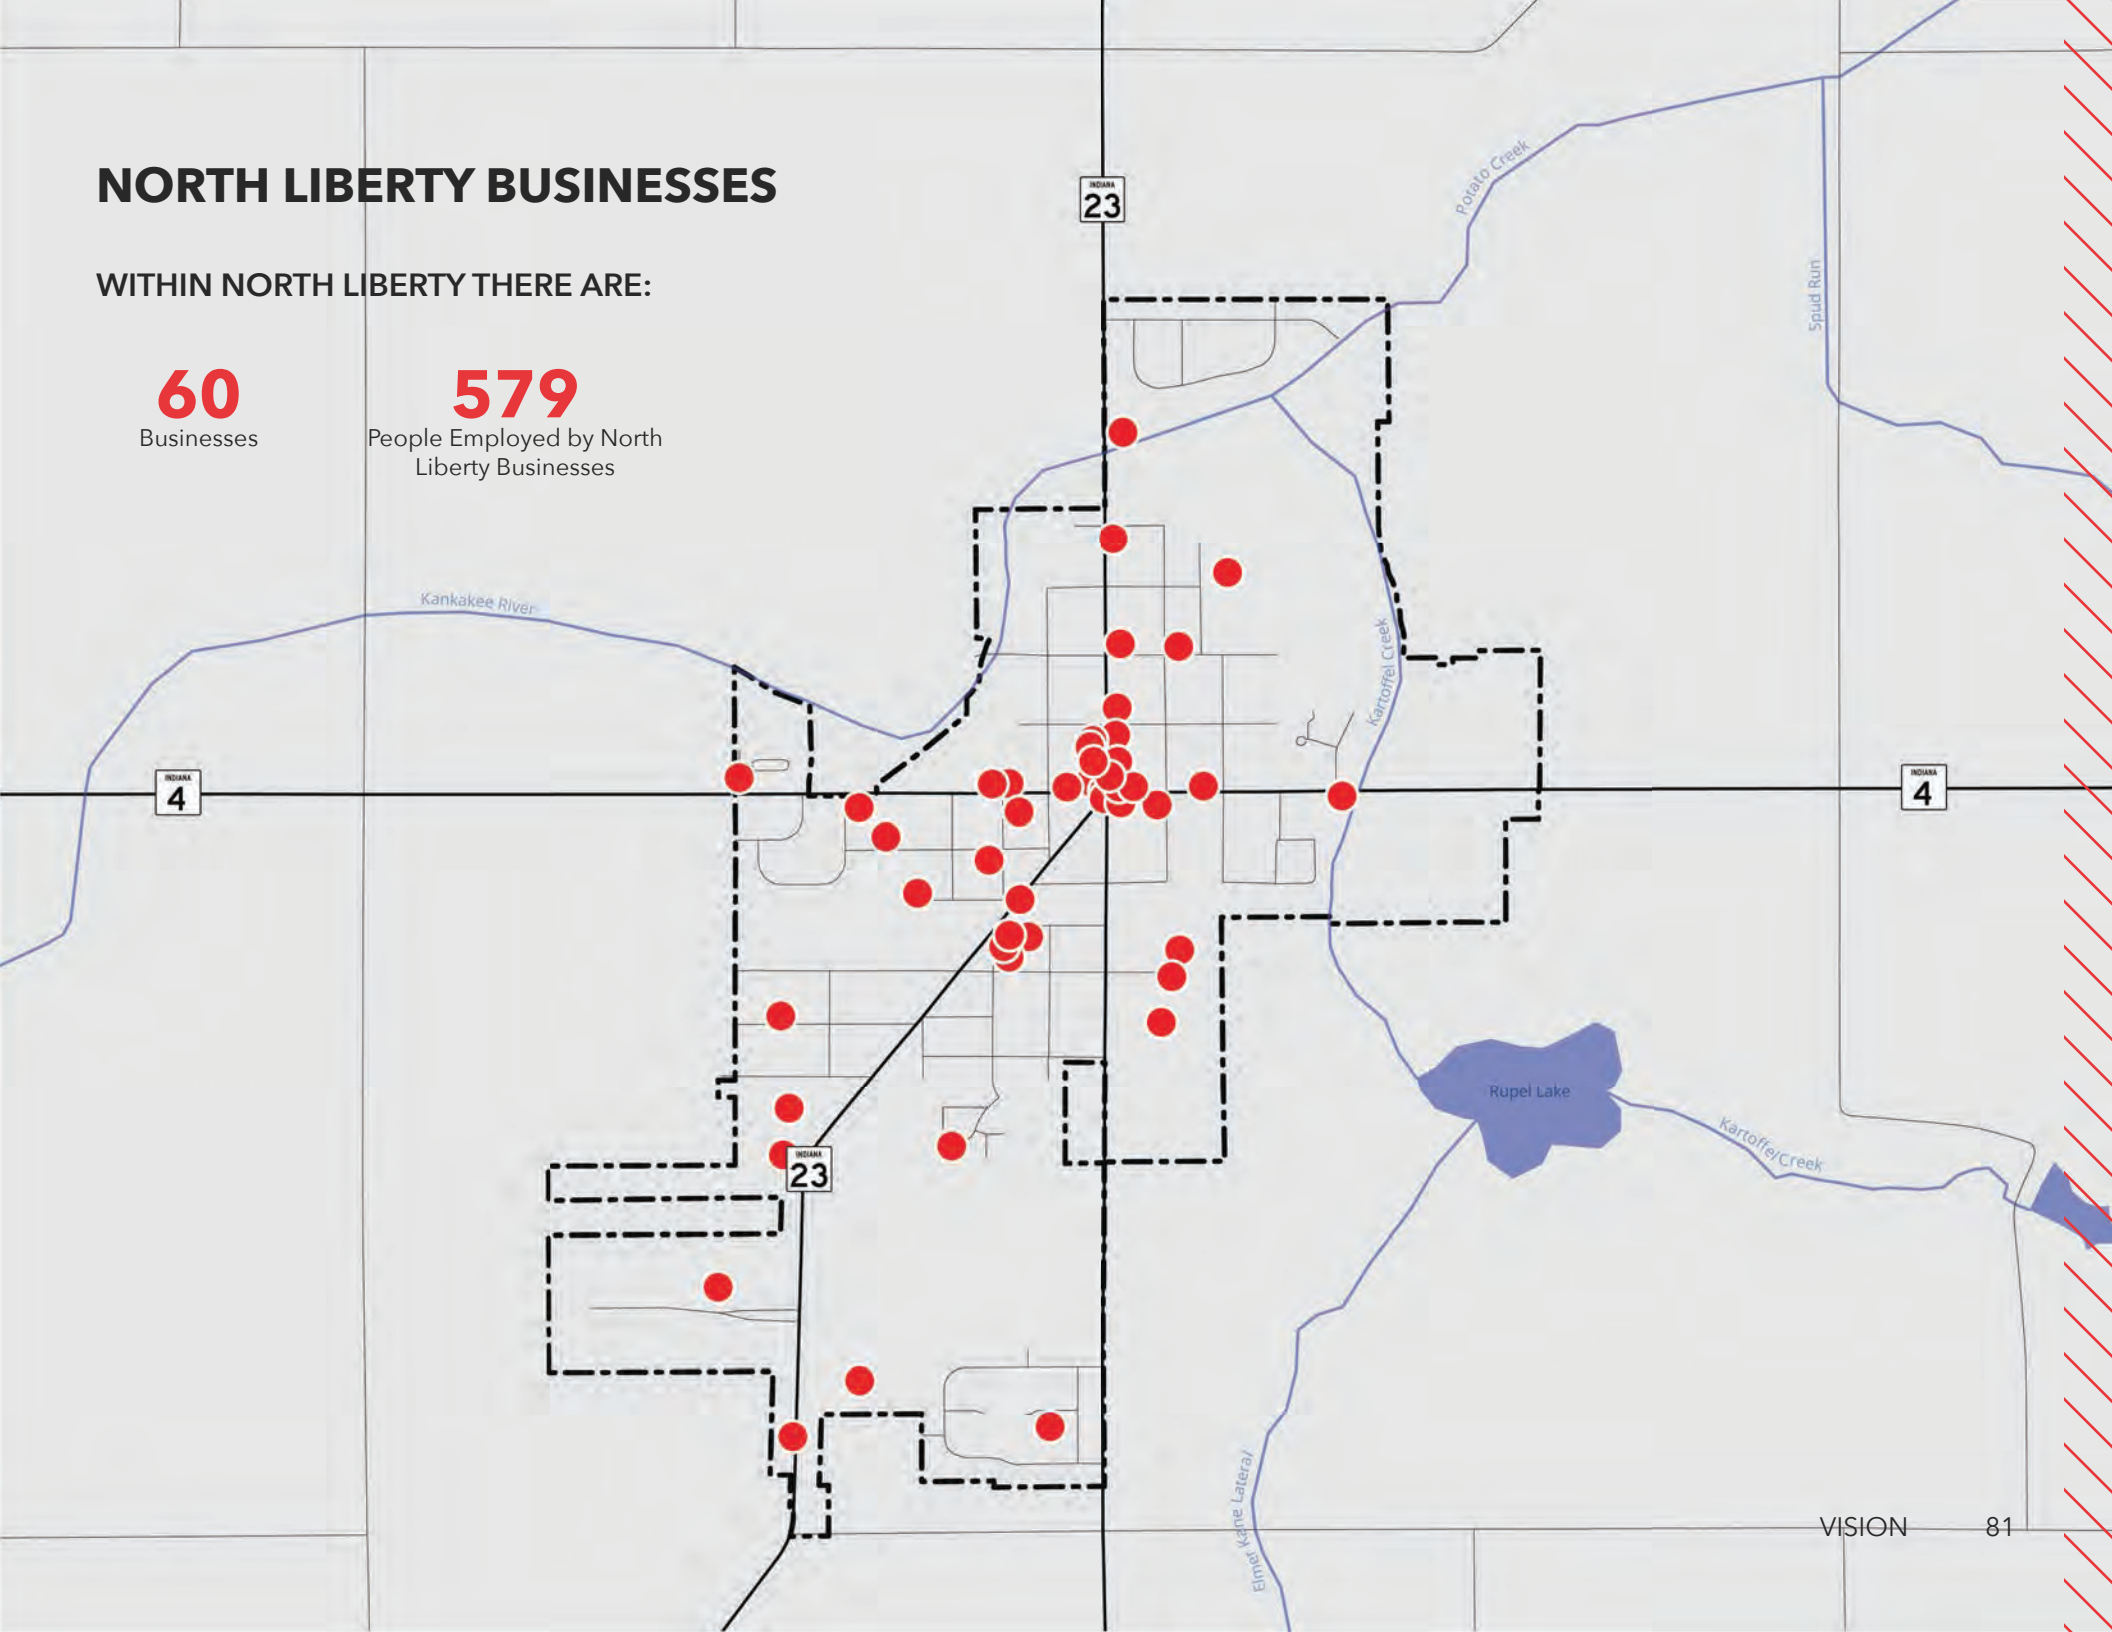 NORTH LIBERTY BUSINESSES
WITHIN NORTH LIBERTY THERE ARE:
60
Businesses
579
People Employed by North
Liberty Businesses
INDIANA
23
Potato Creek
Spud Run
Kankakee River
Kartoffel Creek
INDIANA
4
INDIANA
4
Rupel Lake
Kartoffe/Creek
INDIANA
23
Elmer Kane Lateral
VISION 81